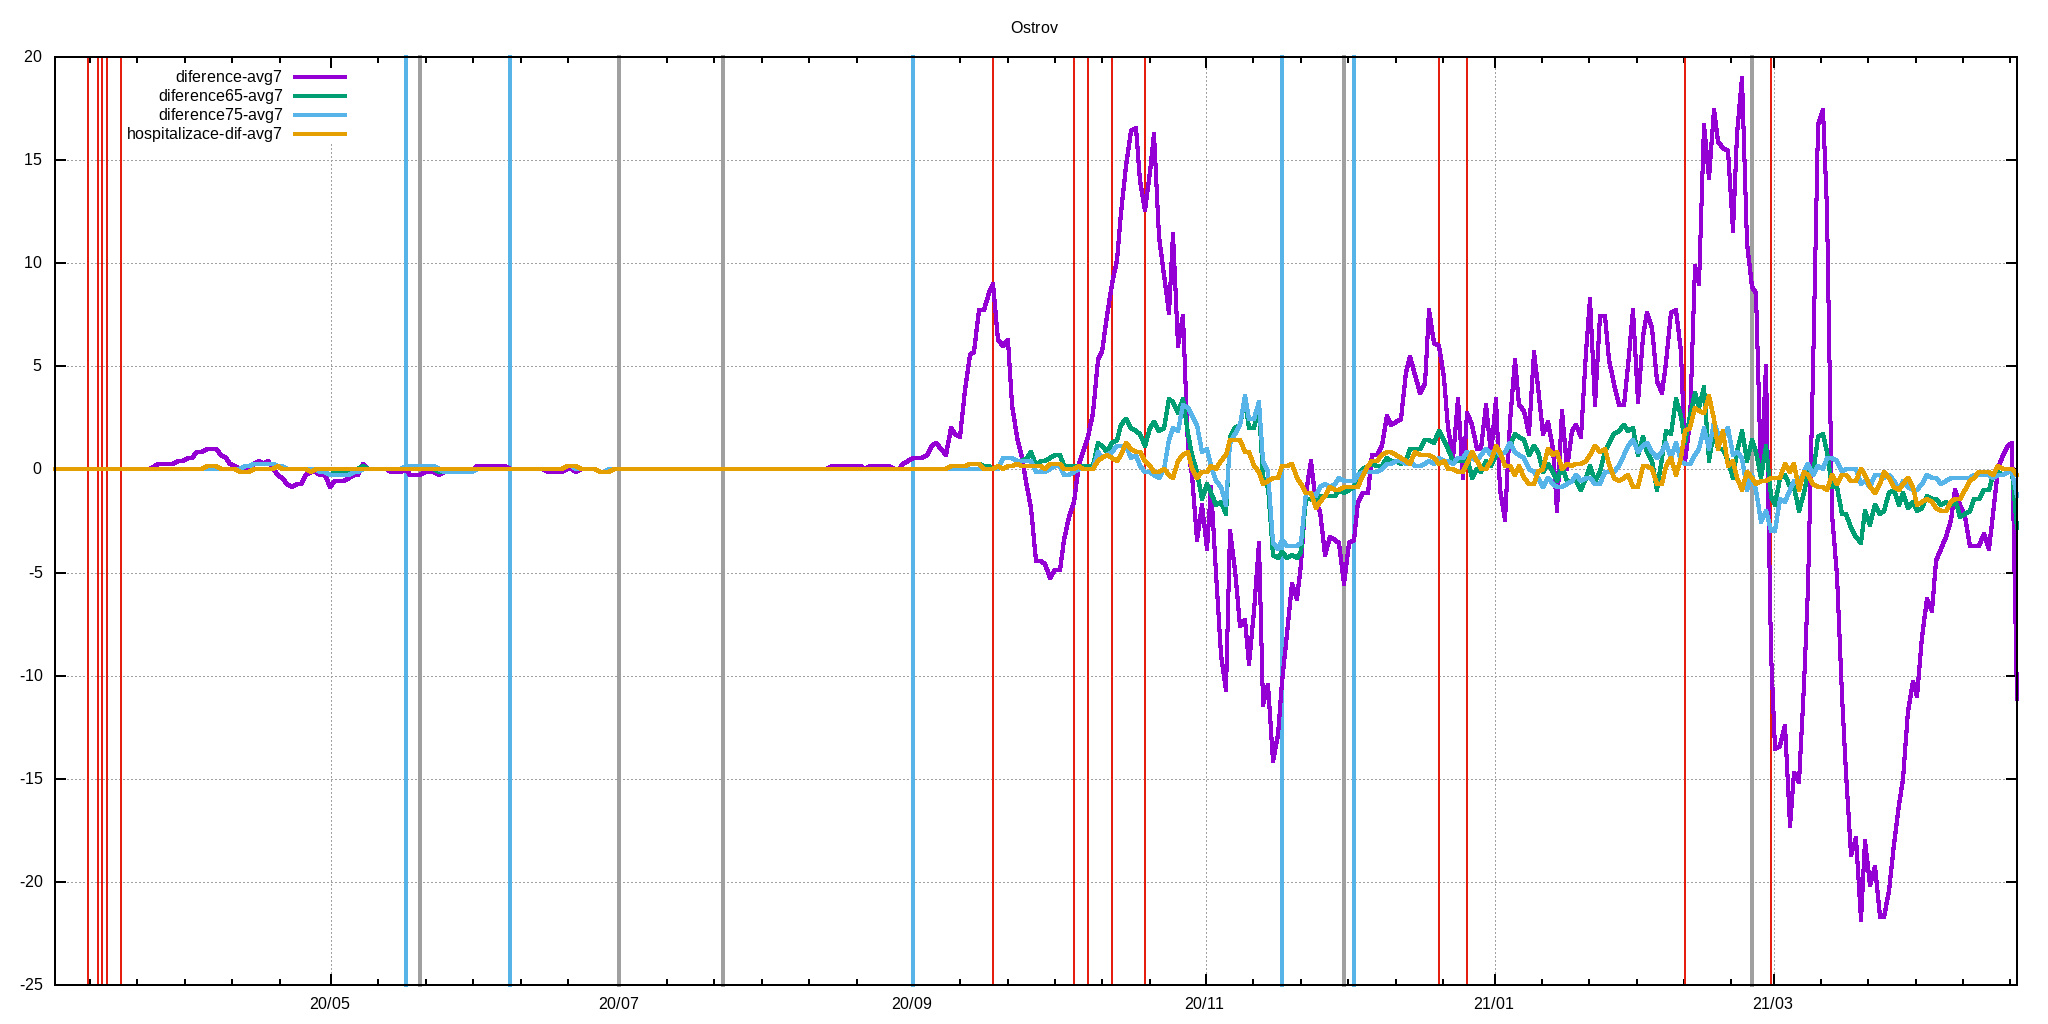 Ostrov
diference-avg7
diference65-avg7
diference75-avg7
hospitalizace-dif-avg7
20
15
10
5
0
-5
-10
-15
-20
-25
20/05 20/07 20/09 20/11 21/01 21/03